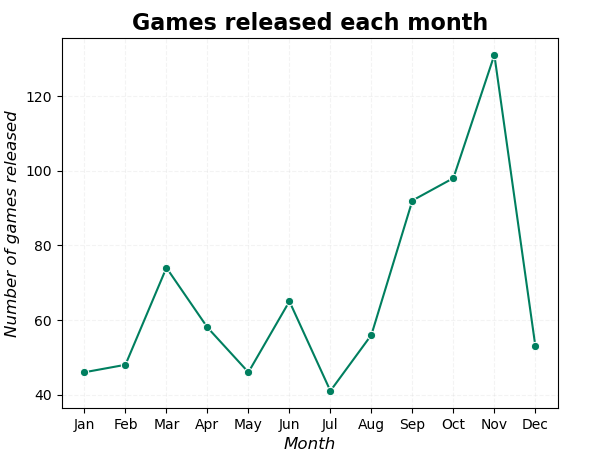 Games released each month
Number of games released
120
100
80
60
40
Jan Feb Mar Apr May Jun Jul Aug Sep Oct Nov Dec
Month